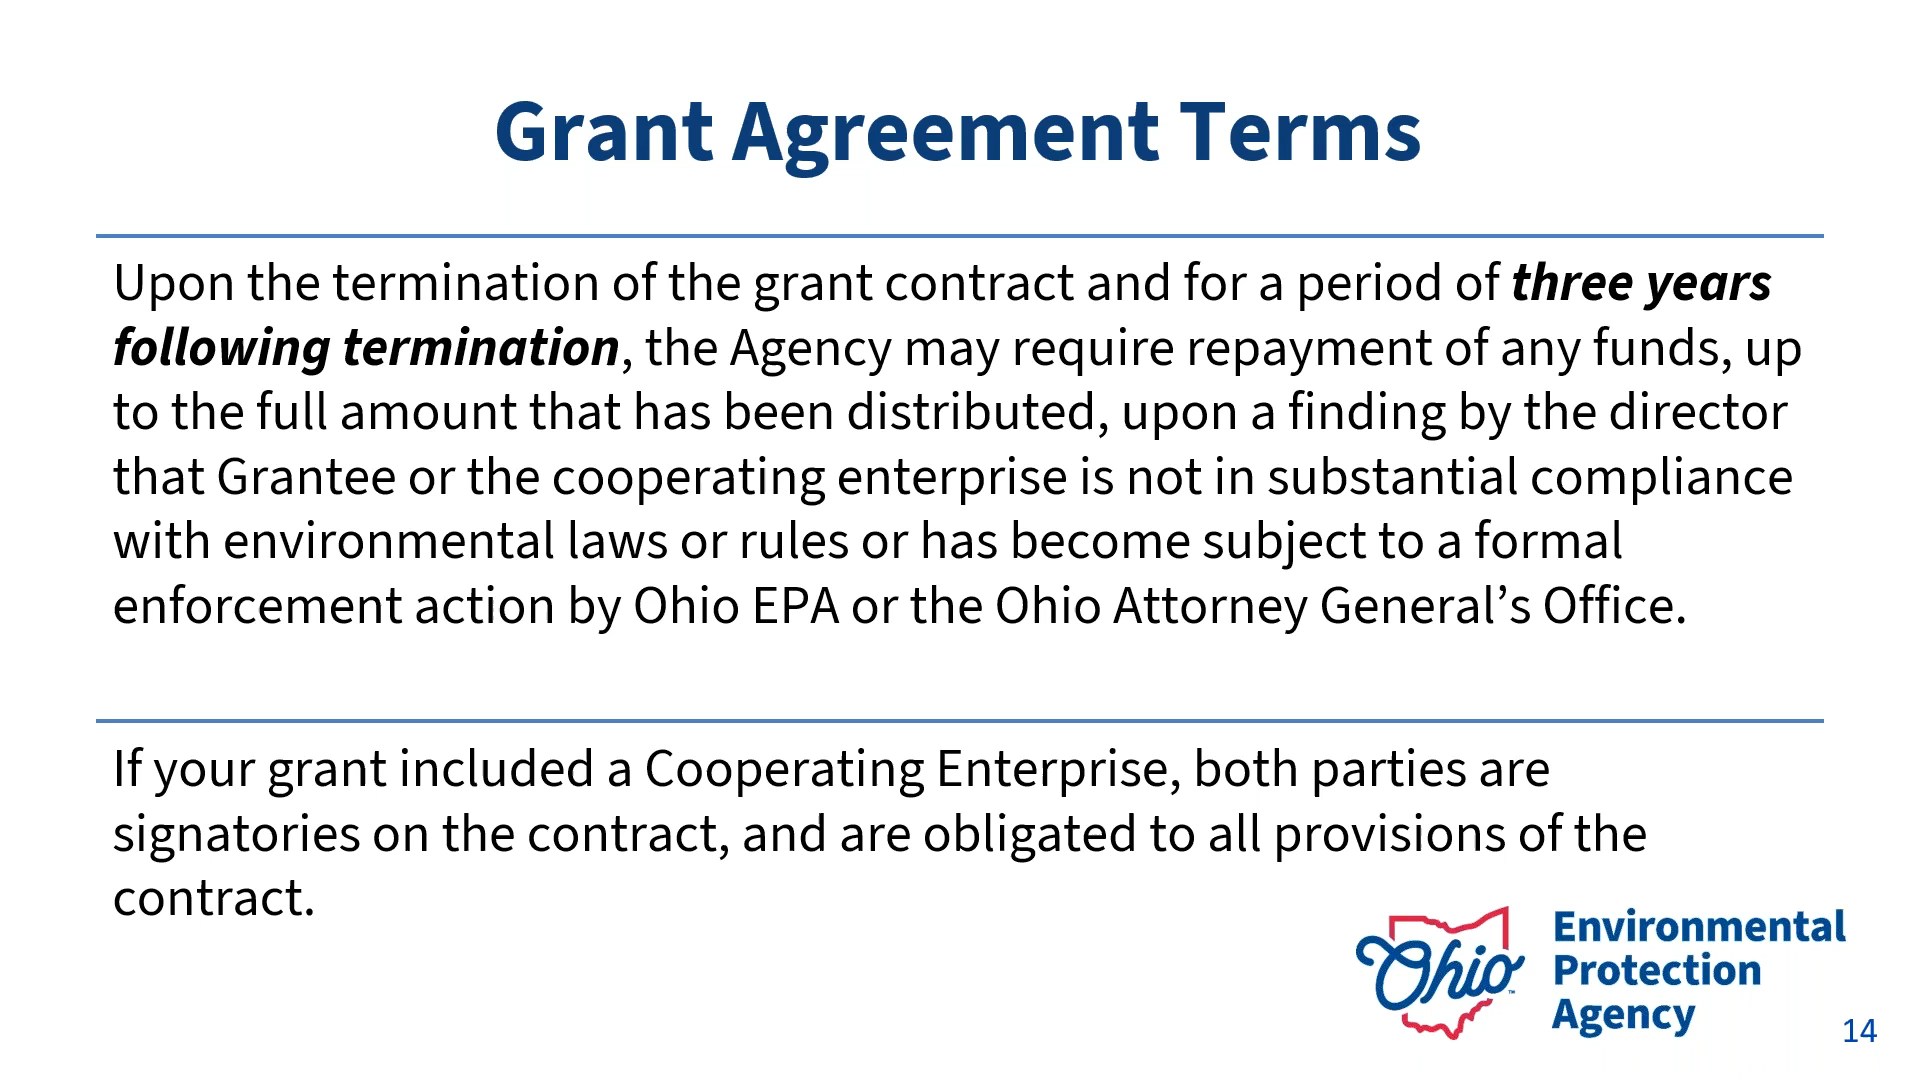 Grant Agreement Terms
Upon the termination of the grant contract and for a period of three years
following termination, the Agency may require repayment of any funds, up
to the full amount that has been distributed, upon a finding by the director
that Grantee or the cooperating enterprise is not in substantial compliance
with environmental laws or rules or has become subject to a formal
enforcement action by Ohio EPA or the Ohio Attorney General’s Office.
If your grant included a Cooperating Enterprise, both parties are
signatories on the contract, and are obligated to all provisions of the
contract.
Ohio™
Environmental
Protection
Agency
14